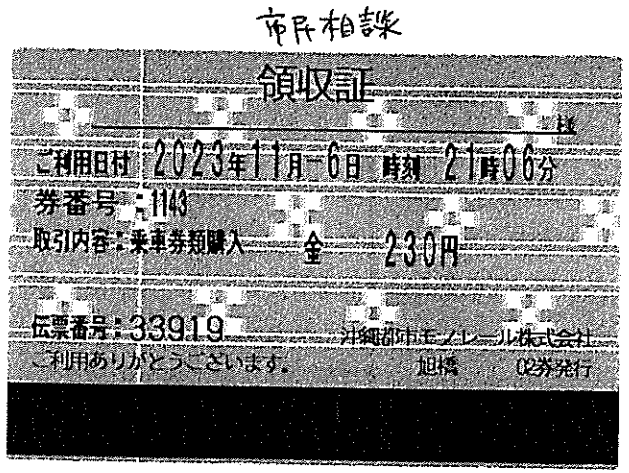 市民相談
領収証
様
ご利用日付 2023年11月-6日 時刻 21時06分
券番号 :1143
取引内容:乗車券類購入 金 230円
伝票番号:33919 沖縄都市モノレール株式会社
ご利用ありがとうございます。 旭橋 02券発行